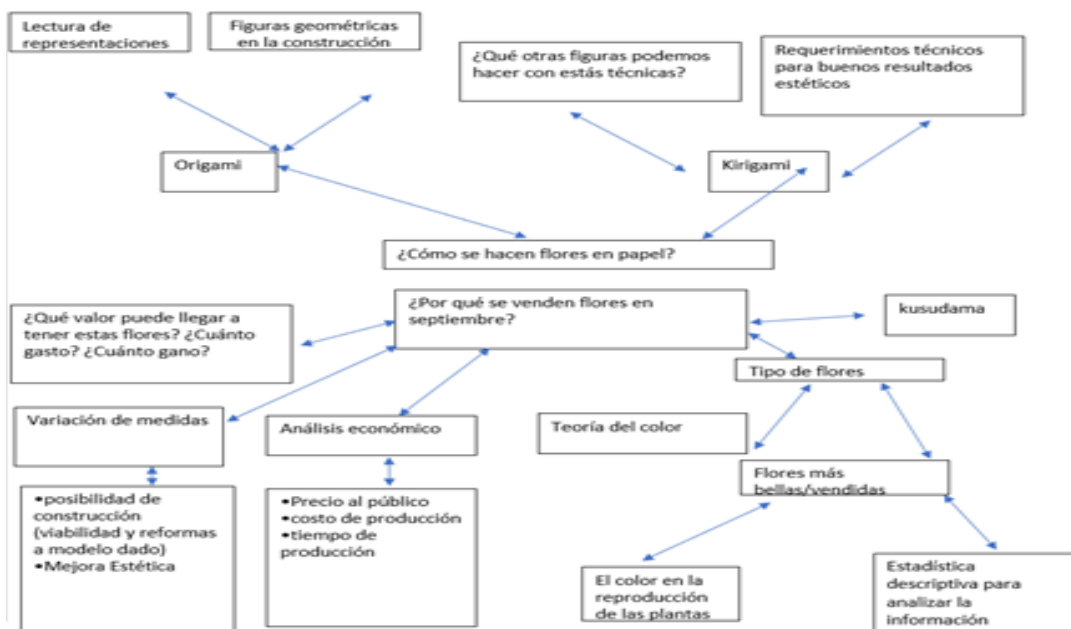 Lectura de
representaciones
Figuras geométricas
en la construcción
¿Qué otras figuras podemos
hacer con estás técnicas?
Requerimientos técnicos
para buenos resultados
estéticos
Origami
Kirigami
¿Cómo se hacen flores en papel?
¿Qué valor puede llegar a
tener estas flores? ¿Cuánto
gasto? ¿Cuánto gano?
¿Por qué se venden flores en
septiembre?
kusudama
Tipo de flores
Variación de medidas
Análisis económico
Teoría del color
Flores más
bellas/vendidas
•posibilidad de
construcción
(viabilidad y reformas
a modelo dado)
•Mejora Estética
•Precio al público
•costo de producción
•tiempo de
producción
El color en la
reproducción
de las plantas
Estadística
descriptiva para
analizar la
información